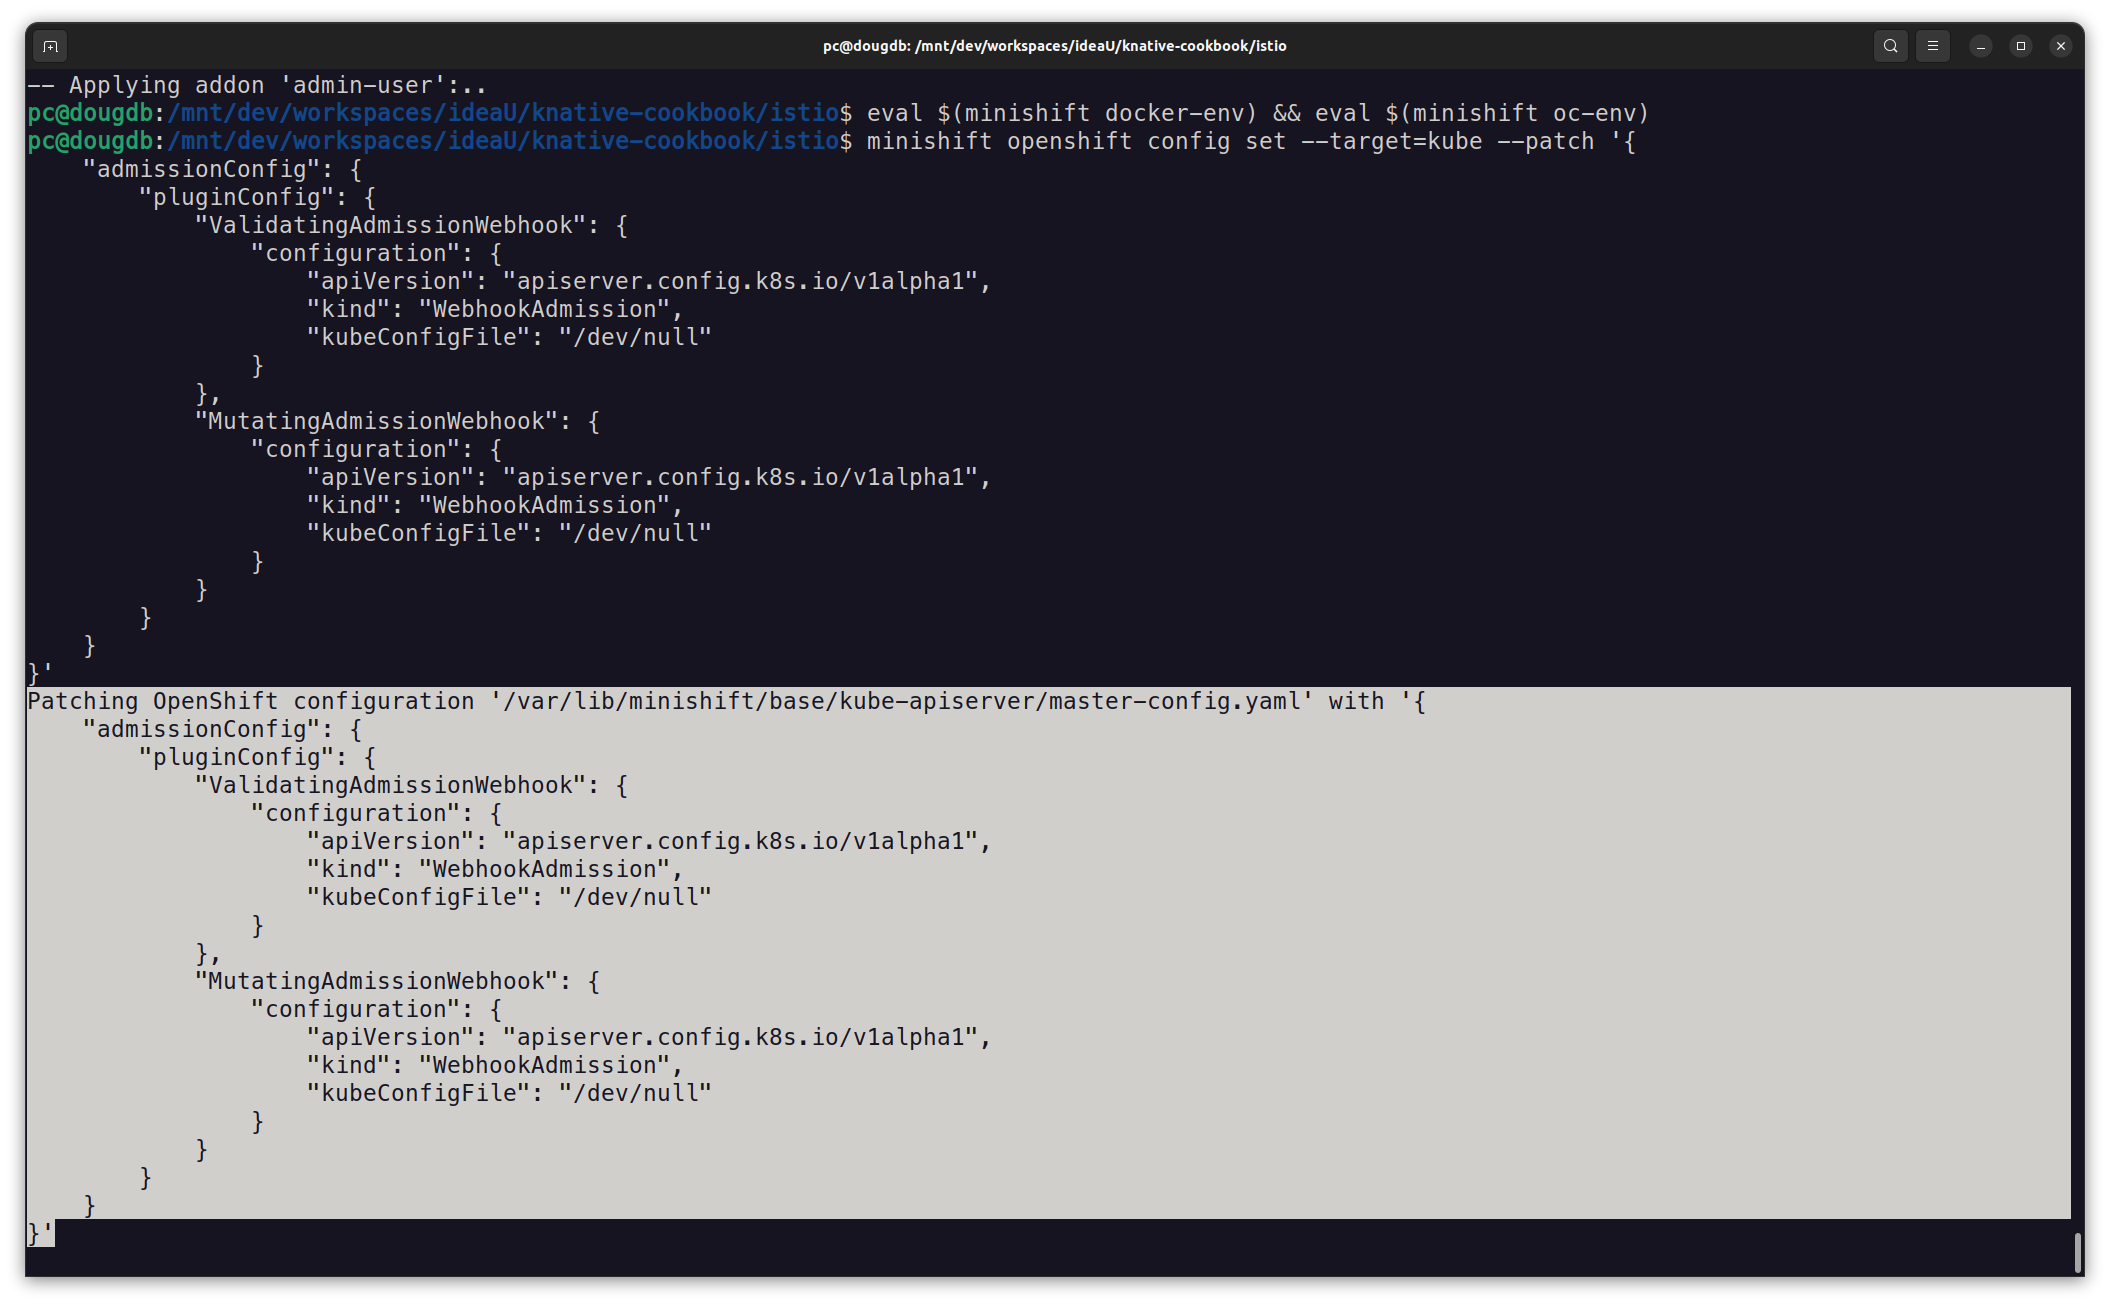 pc@dougdb: /mnt/dev/workspaces/ideaU/knative-cookbook/istio
-- Applying addon 'admin-user':..
pc@dougdb:/mnt/dev/workspaces/ideaU/knative-cookbook/istio$ eval $(minishift docker-env) && eval $(minishift oc-env)
pc@dougdb:/mnt/dev/workspaces/ideaU/knative-cookbook/istio$ minishift openshift config set --target=kube --patch '{
    "admissionConfig": {
        "pluginConfig": {
            "ValidatingAdmissionWebhook": {
                "configuration": {
                    "apiVersion": "apiserver.config.k8s.io/v1alpha1",
                    "kind": "WebhookAdmission",
                    "kubeConfigFile": "/dev/null"
                }
            },
            "MutatingAdmissionWebhook": {
                "configuration": {
                    "apiVersion": "apiserver.config.k8s.io/v1alpha1",
                    "kind": "WebhookAdmission",
                    "kubeConfigFile": "/dev/null"
                }
            }
        }
    }
}'
Patching OpenShift configuration '/var/lib/minishift/base/kube-apiserver/master-config.yaml' with '{
    "admissionConfig": {
        "pluginConfig": {
            "ValidatingAdmissionWebhook": {
                "configuration": {
                    "apiVersion": "apiserver.config.k8s.io/v1alpha1",
                    "kind": "WebhookAdmission",
                    "kubeConfigFile": "/dev/null"
                }
            },
            "MutatingAdmissionWebhook": {
                "configuration": {
                    "apiVersion": "apiserver.config.k8s.io/v1alpha1",
                    "kind": "WebhookAdmission",
                    "kubeConfigFile": "/dev/null"
                }
            }
        }
    }
}'